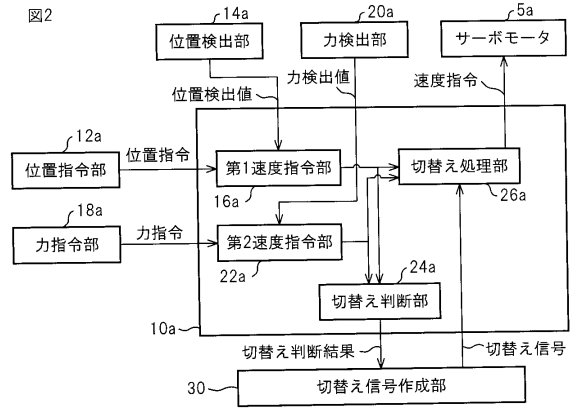 図2
14a
20a
5a
位置検出部
力検出部
サーボモータ
位置検出値
力検出値
速度指令
12a
位置指令
位置指令部
第1速度指令部
切替え処理部
16a
26a
18a
力指令
力指令部
第2速度指令部
22a
24a
切替え判断部
10a
切替え判断結果
切替え信号
30
切替え信号作成部